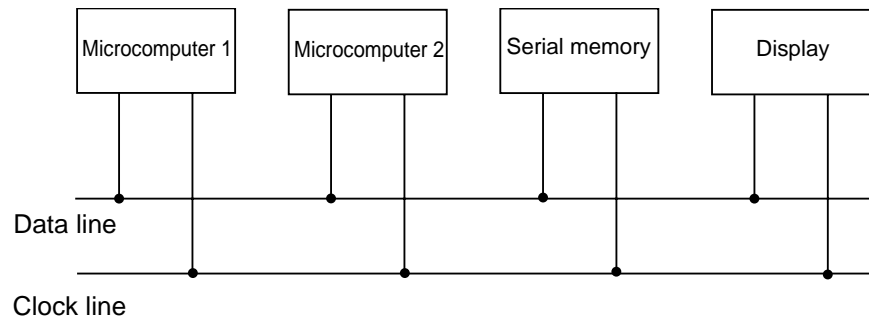 Microcomputer 1
Microcomputer 2
Serial memory
Display
Data line
Clock line